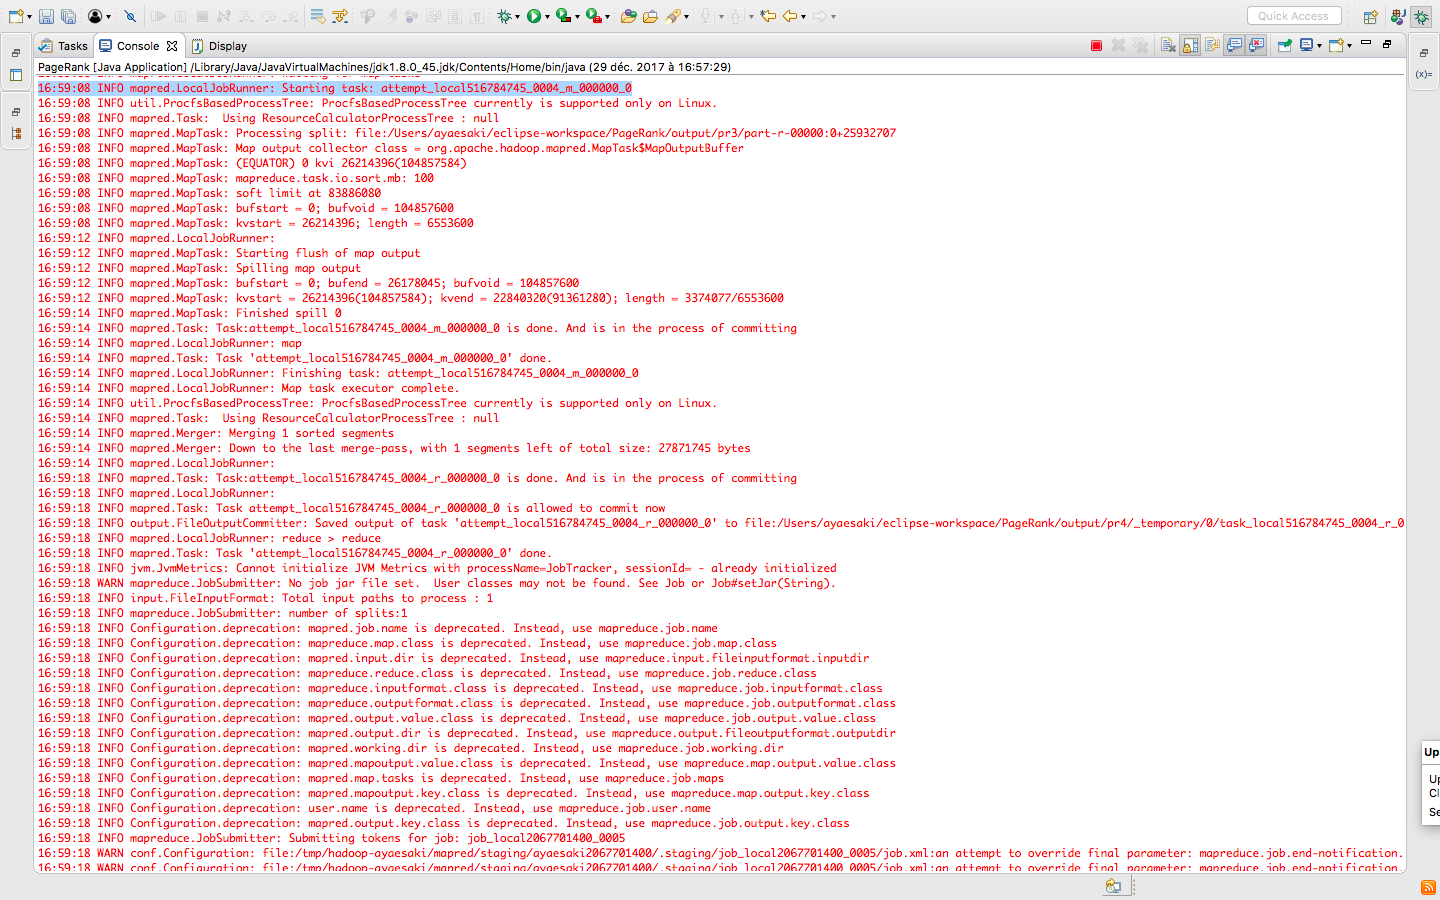 Quick Access
Tasks
Console
Display
PageRank [Java Application] /Library/Java/JavaVirtualMachines/jdk1.8.0_45.jdk/Contents/Home/bin/java (29 déc. 2017 à 16:57:29)
16:59:08 INFO mapred.LocalJobRunner: Waiting for map tasks
16:59:08 INFO mapred.LocalJobRunner: Starting task: attempt_local516784745_0004_m_000000_0
16:59:08 INFO util.ProcfsBasedProcessTree: ProcfsBasedProcessTree currently is supported only on Linux.
16:59:08 INFO mapred.Task:  Using ResourceCalculatorProcessTree : null
16:59:08 INFO mapred.MapTask: Processing split: file:/Users/ayaesaki/eclipse-workspace/PageRank/output/pr3/part-r-00000:0+25932707
16:59:08 INFO mapred.MapTask: Map output collector class = org.apache.hadoop.mapred.MapTask$MapOutputBuffer
16:59:08 INFO mapred.MapTask: (EQUATOR) 0 kvi 26214396(104857584)
16:59:08 INFO mapred.MapTask: mapreduce.task.io.sort.mb: 100
16:59:08 INFO mapred.MapTask: soft limit at 83886080
16:59:08 INFO mapred.MapTask: bufstart = 0; bufvoid = 104857600
16:59:08 INFO mapred.MapTask: kvstart = 26214396; length = 6553600
16:59:12 INFO mapred.LocalJobRunner:
16:59:12 INFO mapred.MapTask: Starting flush of map output
16:59:12 INFO mapred.MapTask: Spilling map output
16:59:12 INFO mapred.MapTask: bufstart = 0; bufend = 26178045; bufvoid = 104857600
16:59:12 INFO mapred.MapTask: kvstart = 26214396(104857584); kvend = 22840320(91361280); length = 3374077/6553600
16:59:14 INFO mapred.MapTask: Finished spill 0
16:59:14 INFO mapred.Task: Task:attempt_local516784745_0004_m_000000_0 is done. And is in the process of committing
16:59:14 INFO mapred.LocalJobRunner: map
16:59:14 INFO mapred.Task: Task 'attempt_local516784745_0004_m_000000_0' done.
16:59:14 INFO mapred.LocalJobRunner: Finishing task: attempt_local516784745_0004_m_000000_0
16:59:14 INFO mapred.LocalJobRunner: Map task executor complete.
16:59:14 INFO util.ProcfsBasedProcessTree: ProcfsBasedProcessTree currently is supported only on Linux.
16:59:14 INFO mapred.Task:  Using ResourceCalculatorProcessTree : null
16:59:14 INFO mapred.Merger: Merging 1 sorted segments
16:59:14 INFO mapred.Merger: Down to the last merge-pass, with 1 segments left of total size: 27871745 bytes
16:59:14 INFO mapred.LocalJobRunner:
16:59:18 INFO mapred.Task: Task:attempt_local516784745_0004_r_000000_0 is done. And is in the process of committing
16:59:18 INFO mapred.LocalJobRunner:
16:59:18 INFO mapred.Task: Task attempt_local516784745_0004_r_000000_0 is allowed to commit now
16:59:18 INFO output.FileOutputCommitter: Saved output of task 'attempt_local516784745_0004_r_000000_0' to file:/Users/ayaesaki/eclipse-workspace/PageRank/output/pr4/_temporary/0/task_local516784745_0004_r_0
16:59:18 INFO mapred.LocalJobRunner: reduce > reduce
16:59:18 INFO mapred.Task: Task 'attempt_local516784745_0004_r_000000_0' done.
16:59:18 INFO jvm.JvmMetrics: Cannot initialize JVM Metrics with processName=JobTracker, sessionId= - already initialized
16:59:18 WARN mapreduce.JobSubmitter: No job jar file set.  User classes may not be found. See Job or Job#setJar(String).
16:59:18 INFO input.FileInputFormat: Total input paths to process : 1
16:59:18 INFO mapreduce.JobSubmitter: number of splits:1
16:59:18 INFO Configuration.deprecation: mapred.job.name is deprecated. Instead, use mapreduce.job.name
16:59:18 INFO Configuration.deprecation: mapreduce.map.class is deprecated. Instead, use mapreduce.job.map.class
16:59:18 INFO Configuration.deprecation: mapred.input.dir is deprecated. Instead, use mapreduce.input.fileinputformat.inputdir
16:59:18 INFO Configuration.deprecation: mapreduce.reduce.class is deprecated. Instead, use mapreduce.job.reduce.class
16:59:18 INFO Configuration.deprecation: mapreduce.inputformat.class is deprecated. Instead, use mapreduce.job.inputformat.class
16:59:18 INFO Configuration.deprecation: mapreduce.outputformat.class is deprecated. Instead, use mapreduce.job.outputformat.class
16:59:18 INFO Configuration.deprecation: mapred.output.value.class is deprecated. Instead, use mapreduce.job.output.value.class
16:59:18 INFO Configuration.deprecation: mapred.output.dir is deprecated. Instead, use mapreduce.output.fileoutputformat.outputdir
16:59:18 INFO Configuration.deprecation: mapred.working.dir is deprecated. Instead, use mapreduce.job.working.dir
16:59:18 INFO Configuration.deprecation: mapred.mapoutput.value.class is deprecated. Instead, use mapreduce.map.output.value.class
16:59:18 INFO Configuration.deprecation: mapred.map.tasks is deprecated. Instead, use mapreduce.job.maps
16:59:18 INFO Configuration.deprecation: mapred.mapoutput.key.class is deprecated. Instead, use mapreduce.map.output.key.class
16:59:18 INFO Configuration.deprecation: user.name is deprecated. Instead, use mapreduce.job.user.name
16:59:18 INFO Configuration.deprecation: mapred.output.key.class is deprecated. Instead, use mapreduce.job.output.key.class
16:59:18 INFO mapreduce.JobSubmitter: Submitting tokens for job: job_local2067701400_0005
16:59:18 WARN conf.Configuration: file:/tmp/hadoop-ayaesaki/mapred/staging/ayaesaki2067701400/.staging/job_local2067701400_0005/job.xml:an attempt to override final parameter: mapreduce.job.end-notification.
16:59:18 WARN conf.Configuration: file:/tmp/hadoop-ayaesaki/mapred/staging/ayaesaki2067701400/.staging/job_local2067701400_0005/job.xml:an attempt to override final parameter: mapreduce.job.end-notification.
(x)=
Up
Up
Cl
Se